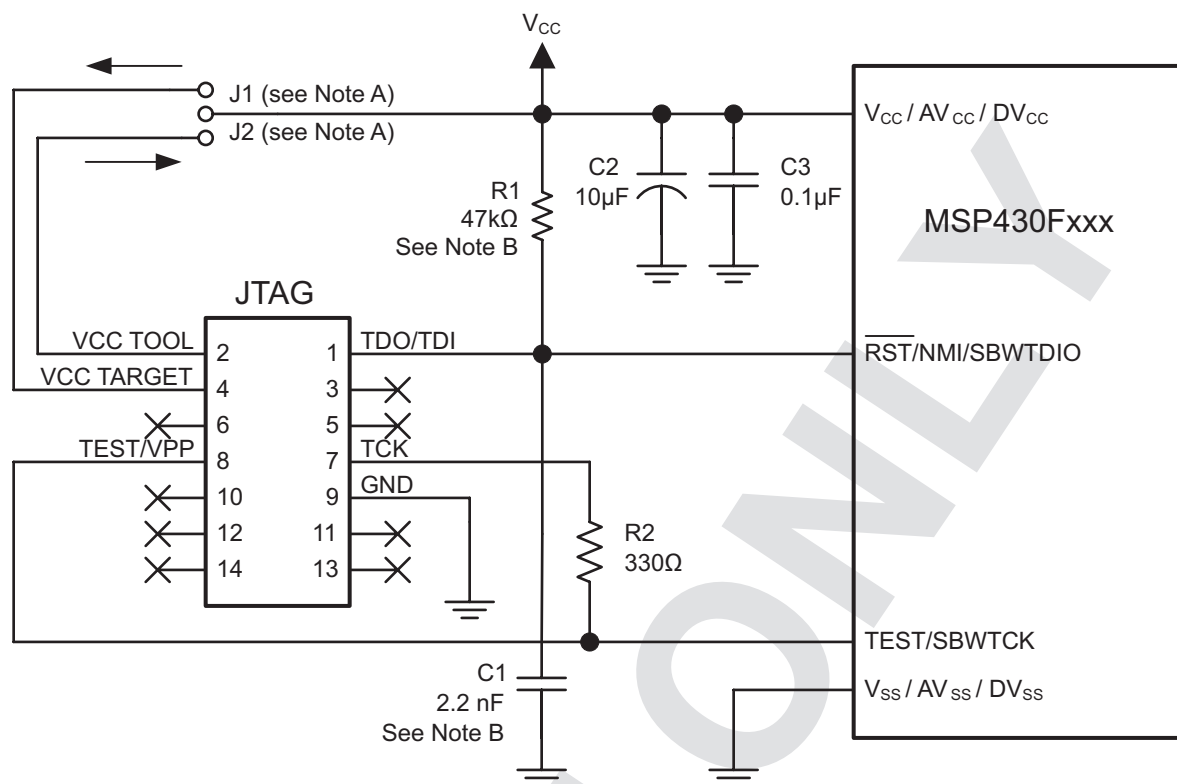 VCC
J1 (see Note A)
J2 (see Note A)
VCC / AVCC / DVCC
C2
10µF
C3
0.1µF
R1
47kΩ
See Note B
MSP430Fxxx
JTAG
VCC TOOL 2 1 TDO/TDI
RST/NMI/SBWTDIO
VCC TARGET 4 3
6 5
TEST/VPP 8 7 TCK
10 9 GND
12 11
14 13
R2
330Ω
TEST/SBWTCK
C1
2.2 nF
See Note B
VSS / AVSS / DVSS
ONLY